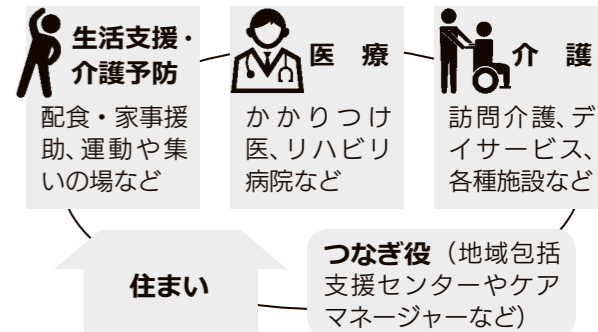 生活支援・
介護予防
配食・家事援
助、運動や集
いの場など
医療
かかりつけ
医、リハビリ
病院など
介護
訪問介護、デ
イサービス、
各種施設など
住まい
つなぎ役（地域包括
支援センターやケア
マネージャーなど）